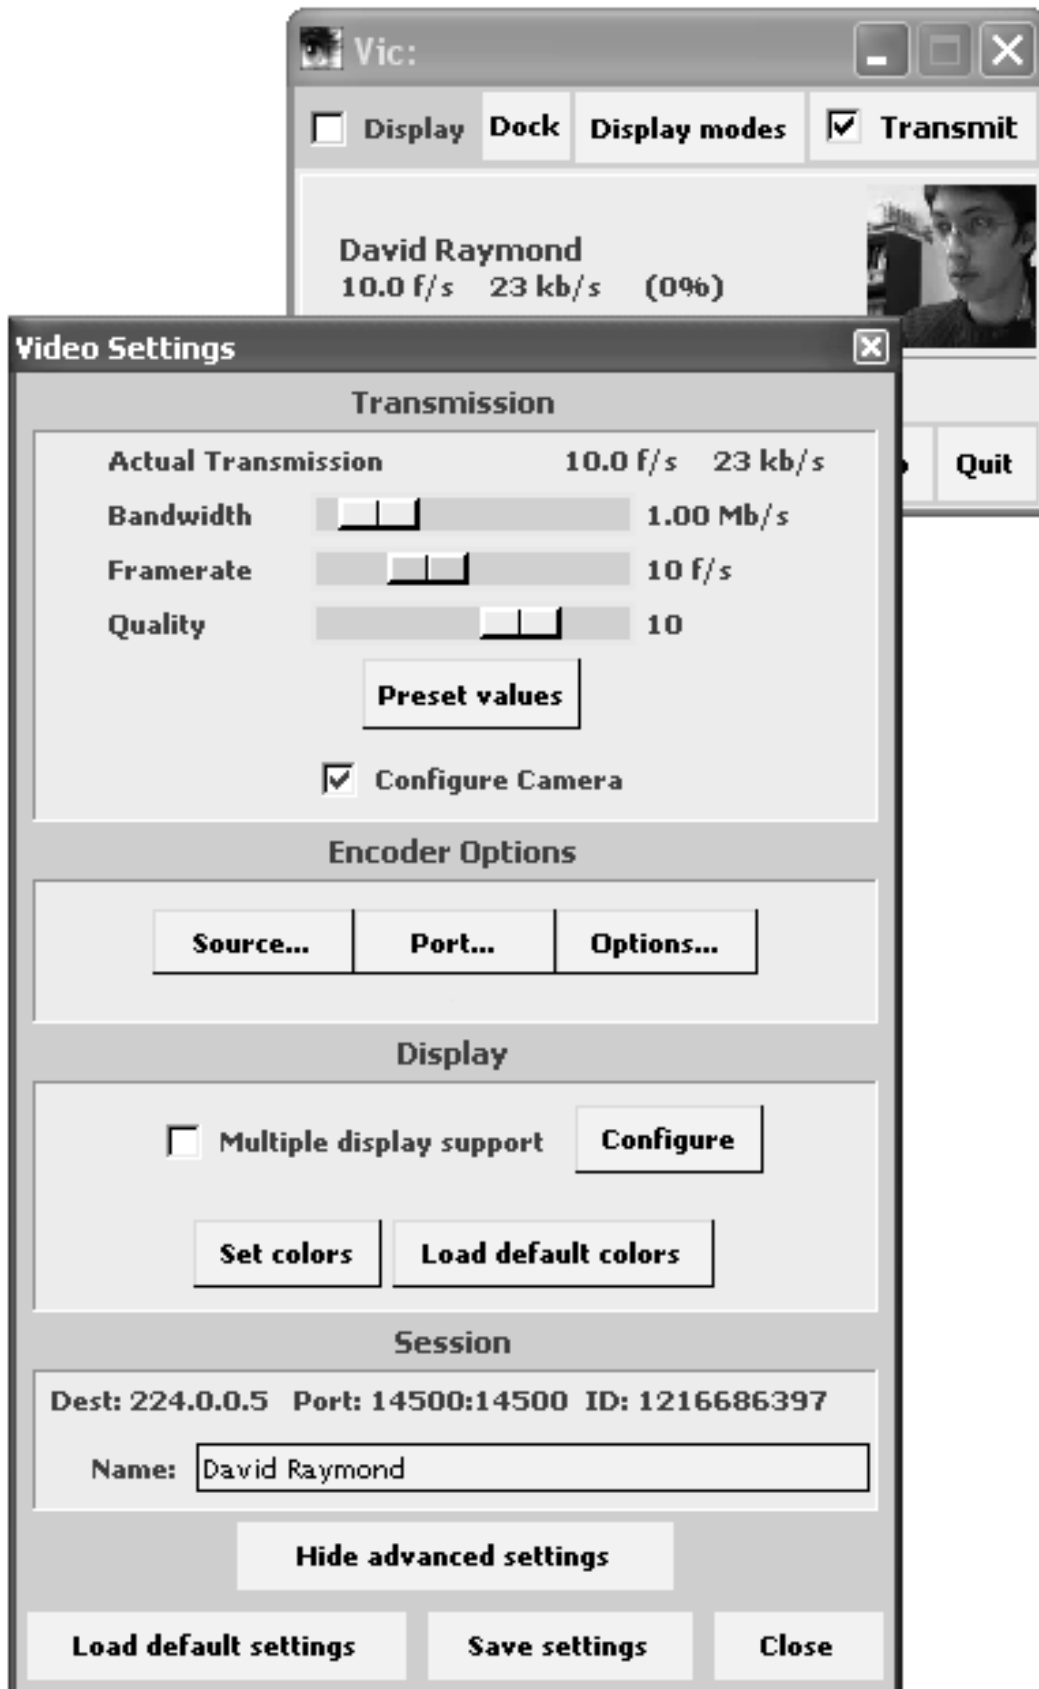 Vic:
Display Dock Display modes Transmit
David Raymond
10.0 f/s 23 kb/s (0%)
Quit
Video Settings
Transmission
Actual Transmission 10.0 f/s 23 kb/s
Bandwidth 1.00 Mb/s
Framerate 10 f/s
Quality 10
Preset values
Configure Camera
Encoder Options
Source... Port... Options...
Display
Multiple display support Configure
Set colors Load default colors
Session
Dest: 224.0.0.5 Port: 14500:14500 ID: 1216686397
Name: David Raymond
Hide advanced settings
Load default settings Save settings Close